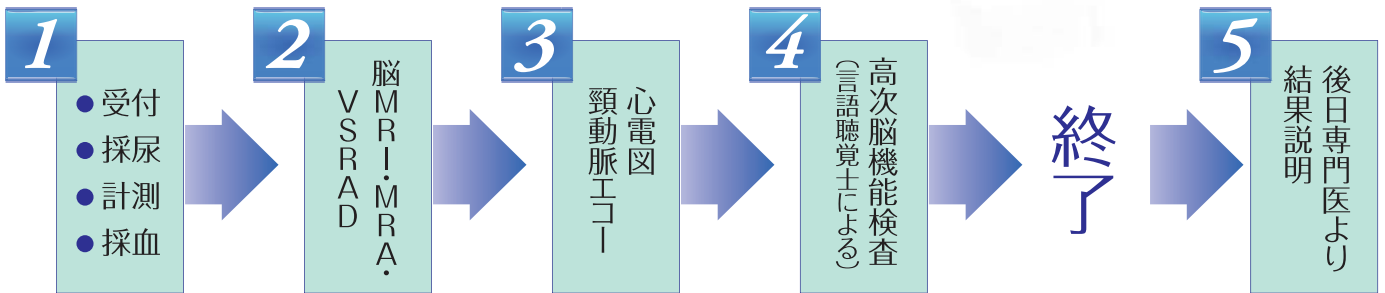 1
● 受付
● 採尿
● 計測
● 採血
2
脳MRI・MRA・
VSRAD
3
心電図
頸動脈エコー
4
高次脳機能検査
(言語聴覚士による)
終了
5
後日専門医より
結果説明